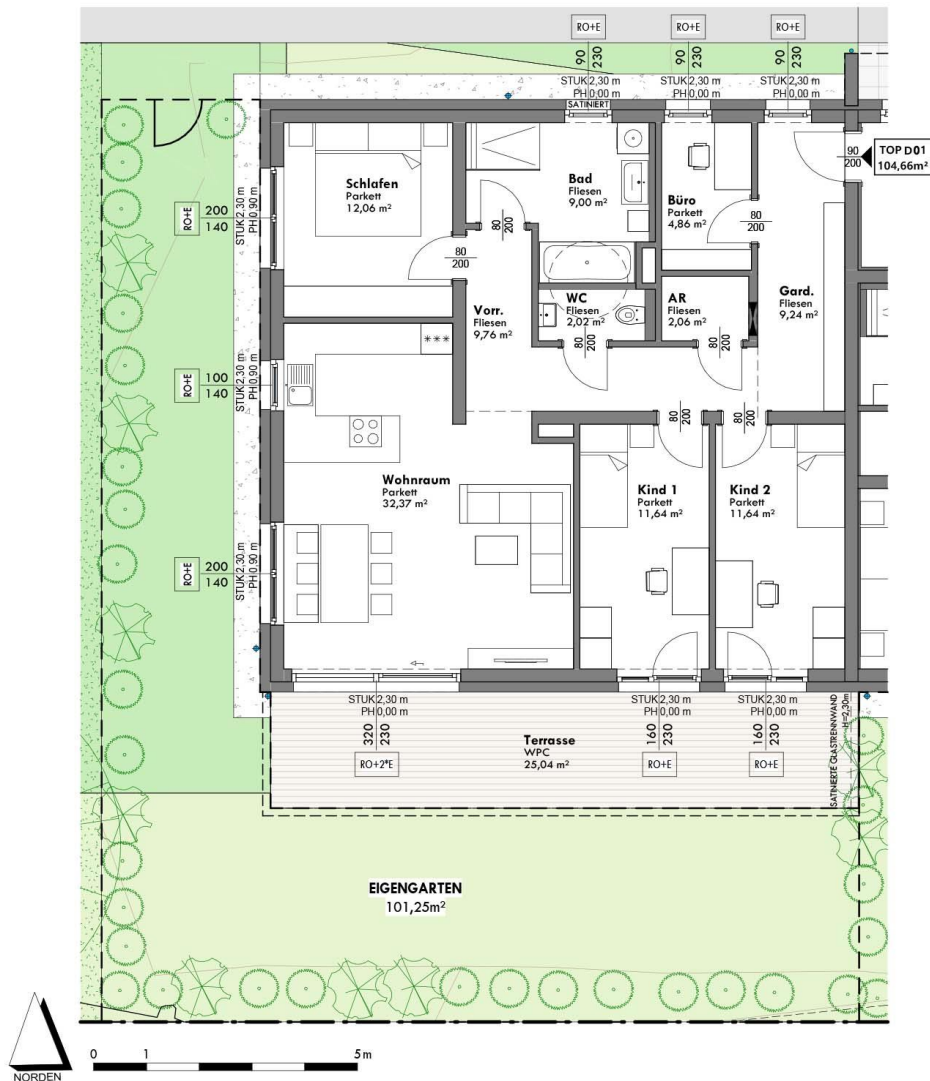 RO+E
RO+E
RO+E
90
230
90
230
90
230
STUK 2,30 m
PH 0,00 m
SATINIERT
STUK 2,30 m
PH 0,00 m
STUK 2,30 m
PH 0,00 m
TOP D01
104,66m²
90
200
Schlafen
Parkett
12,06 m²
Bad
Fliesen
9,00 m²
Büro
Parkett
4,86 m²
RO+E
200
140
STUK 2,30 m
PH 0,90 m
80
200
80
200
80
200
Vorr.
Fliesen
9,76 m²
WC
Fliesen
2,02 m²
AR
Fliesen
2,06 m²
Gard.
Fliesen
9,24 m²
80
200
80
200
RO+E
100
140
STUK 2,30 m
PH 0,90 m
***
80
200
80
200
Wohnraum
Parkett
32,37 m²
Kind 1
Parkett
11,64 m²
Kind 2
Parkett
11,64 m²
RO+E
200
140
STUK 2,30 m
PH 0,90 m
STUK 2,30 m
PH 0,00 m
STUK 2,30 m
PH 0,00 m
STUK 2,30 m
PH 0,00 m
320
230
160
230
160
230
RO+2*E
Terrasse
WPC
25,04 m²
RO+E
RO+E
SATINIERTE GLASTRENNWAND
H=2,30m
EIGENGARTEN
101,25m²
NORDEN
0 1 5 m